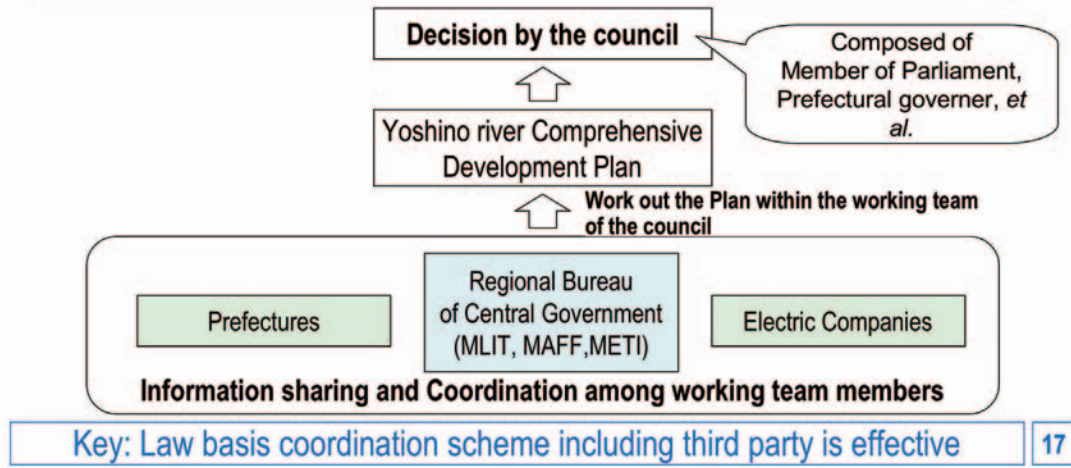 Decision by the council
Composed of
Member of Parliament,
Prefectural governer, et
al.
Yoshino river Comprehensive
Development Plan
Work out the Plan within the working team
of the council
Prefectures
Regional Bureau
of Central Government
(MLIT, MAFF,METI)
Electric Companies
Information sharing and Coordination among working team members
Key: Law basis coordination scheme including third party is effective
17